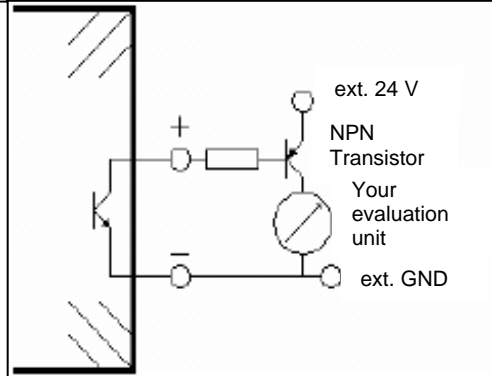 ext. 24 V
+
NPN
Transistor
Your
evaluation
unit
–
ext. GND